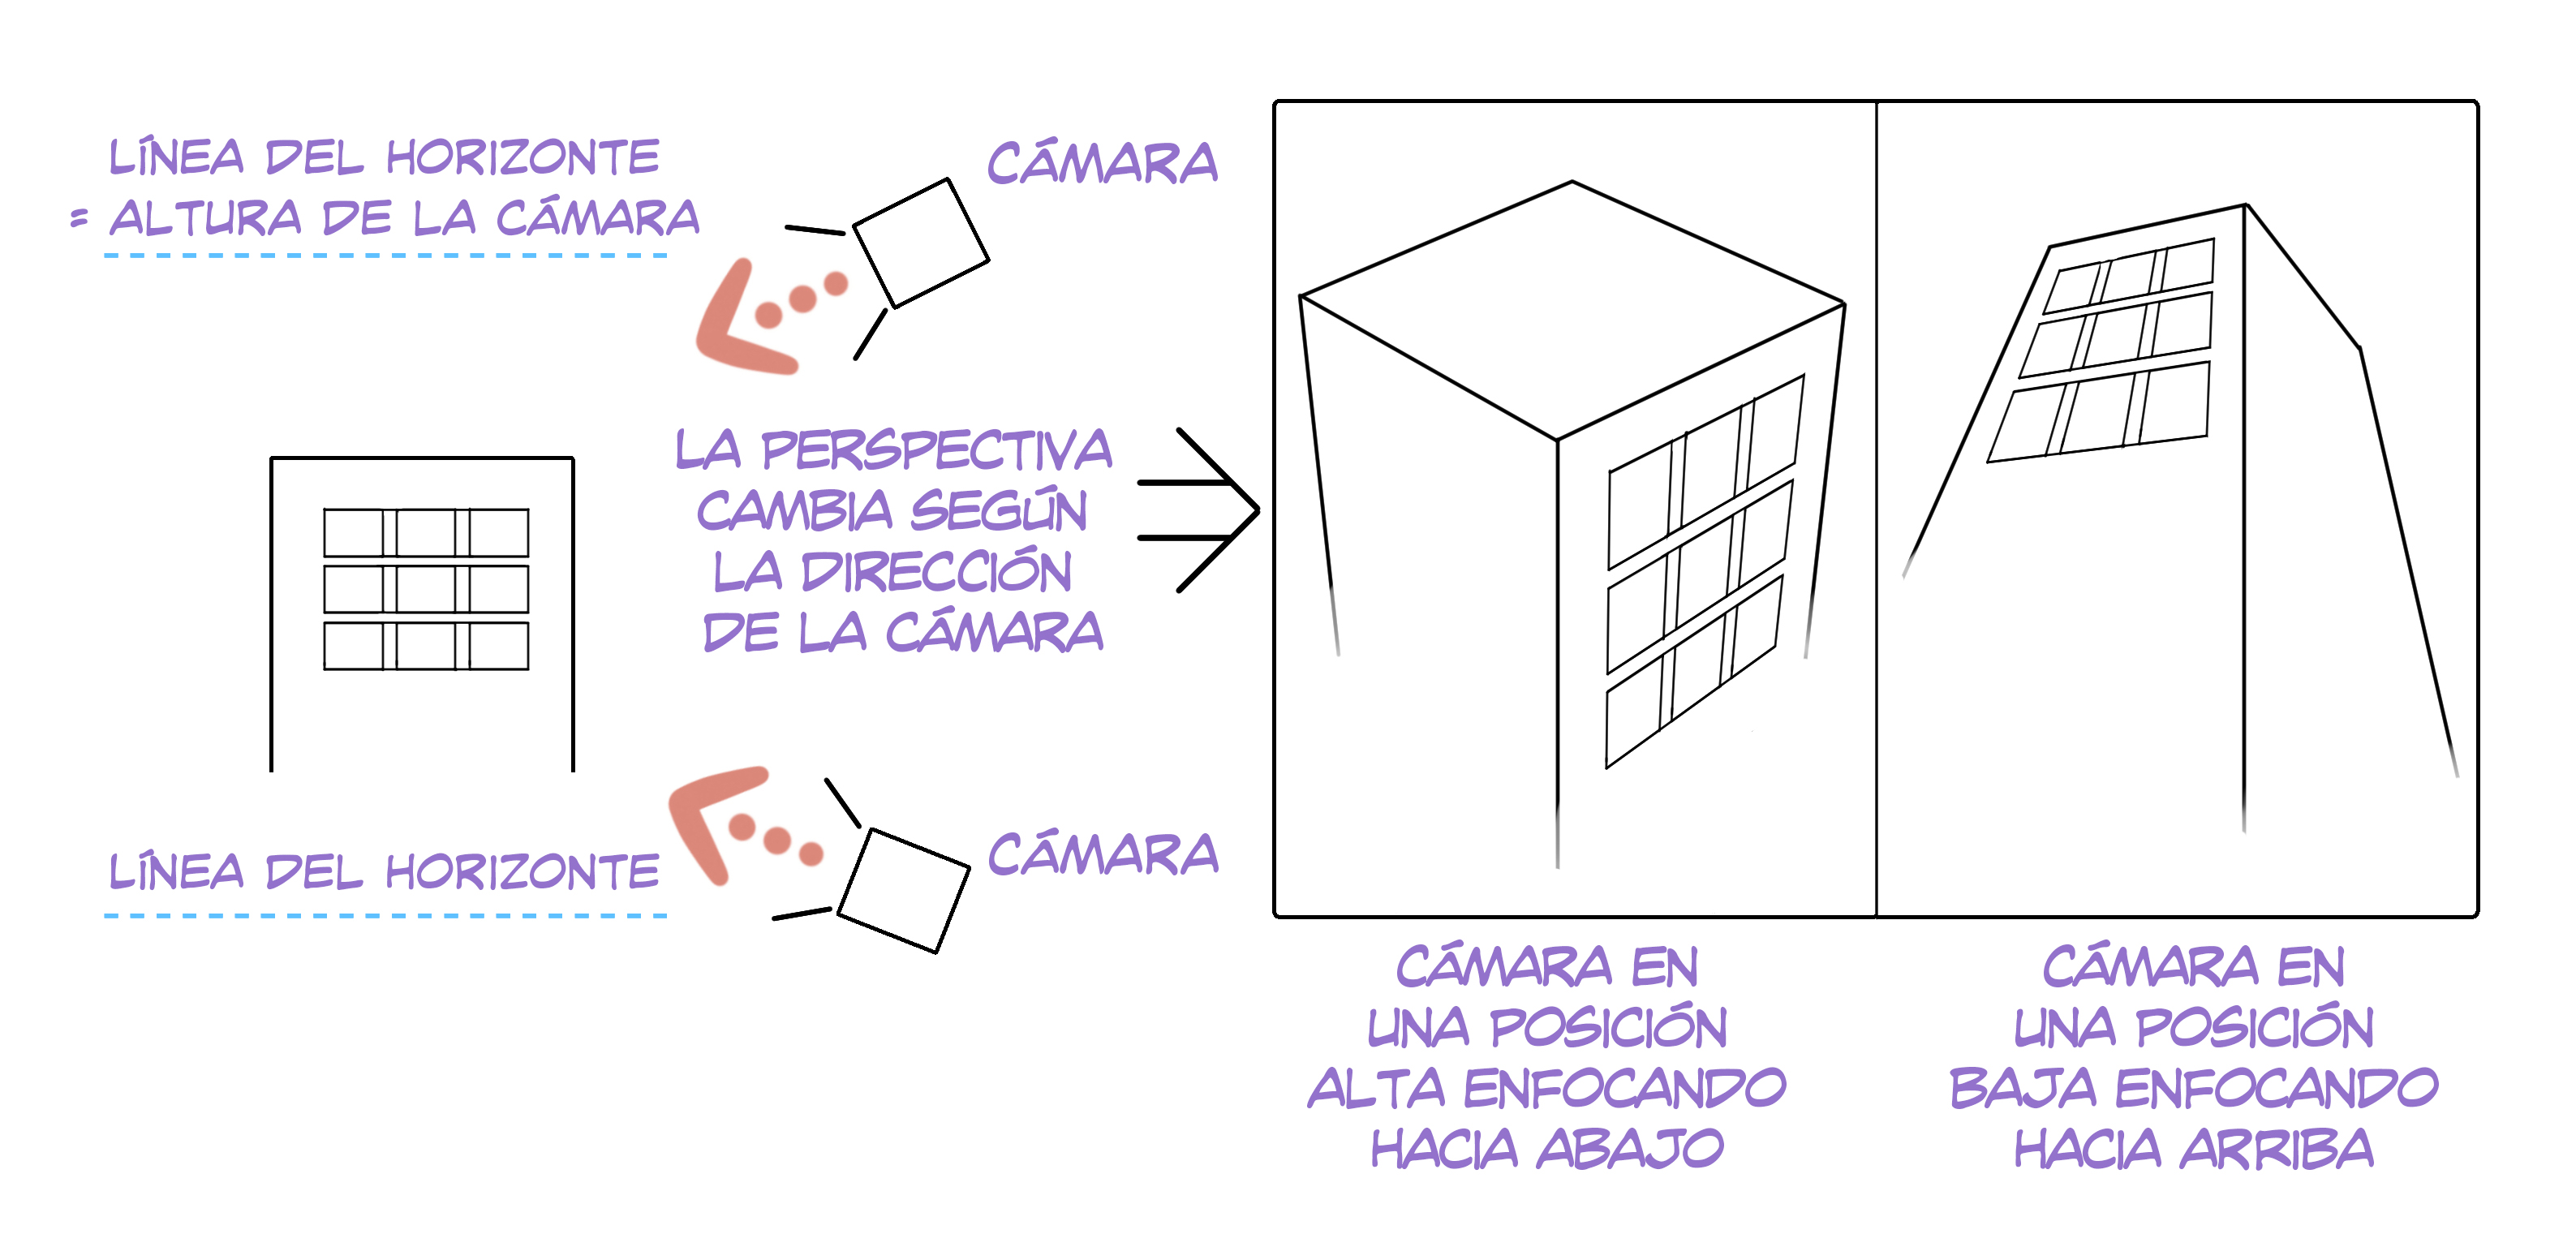 LÍNEA DEL HORIZONTE
= ALTURA DE LA CÁMARA
CÁMARA
LA PERSPECTIVA
CAMBIA SEGÚN
LA DIRECCIÓN
DE LA CÁMARA
LÍNEA DEL HORIZONTE
CÁMARA
CÁMARA EN
UNA POSICIÓN
ALTA ENFOCANDO
HACIA ABAJO
CÁMARA EN
UNA POSICIÓN
BAJA ENFOCANDO
HACIA ARRIBA